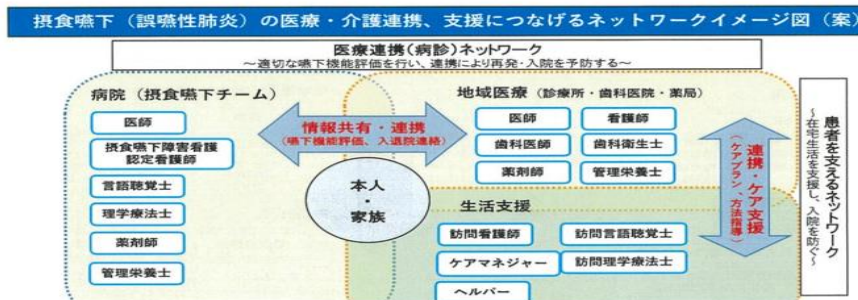 摂食嚥下（誤嚥性肺炎）の医療・介護連携、支援につなげるネットワークイメージ図（案）
医療連携（病診）ネットワーク
～適切な嚥下機能評価を行い、連携により再発・入院を予防する～
病院（摂食嚥下チーム）
医師
摂食嚥下障害看護
認定看護師
言語聴覚士
理学療法士
薬剤師
管理栄養士
情報共有・連携
（嚥下機能評価、入退院連絡）
本人
・
家族
地域医療（診療所・歯科医院・薬局）
医師
看護師
歯科医師
歯科衛生士
薬剤師
管理栄養士
生活支援
訪問看護師
訪問言語聴覚士
ケアマネジャー
訪問理学療法士
ヘルパー
連携・ケア支援
（ケアプラン、方法指導）
患者を支えるネットワーク
～在宅生活を支援し、入院を防ぐ～